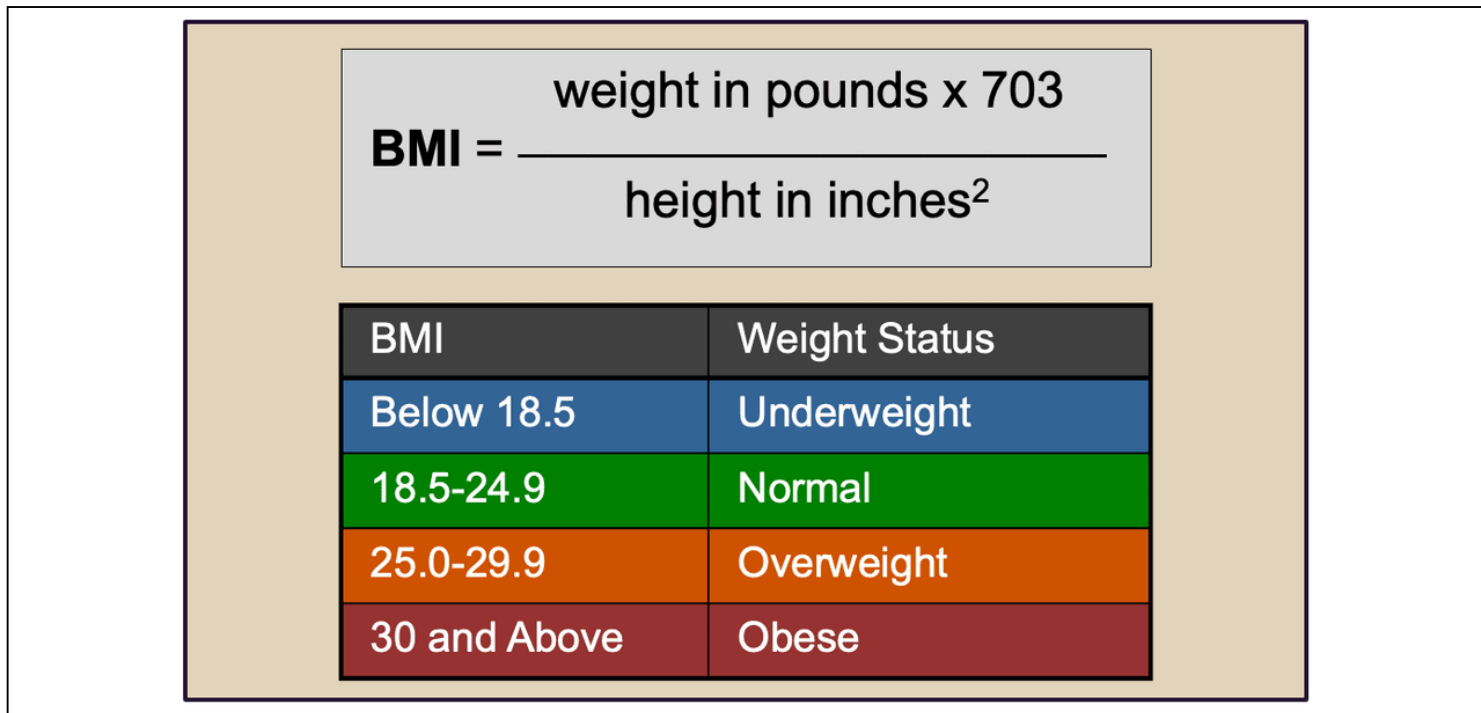 weight in pounds x 703
BMI =
height in inches²
BMI Weight Status
Below 18.5 Underweight
18.5-24.9 Normal
25.0-29.9 Overweight
30 and Above Obese